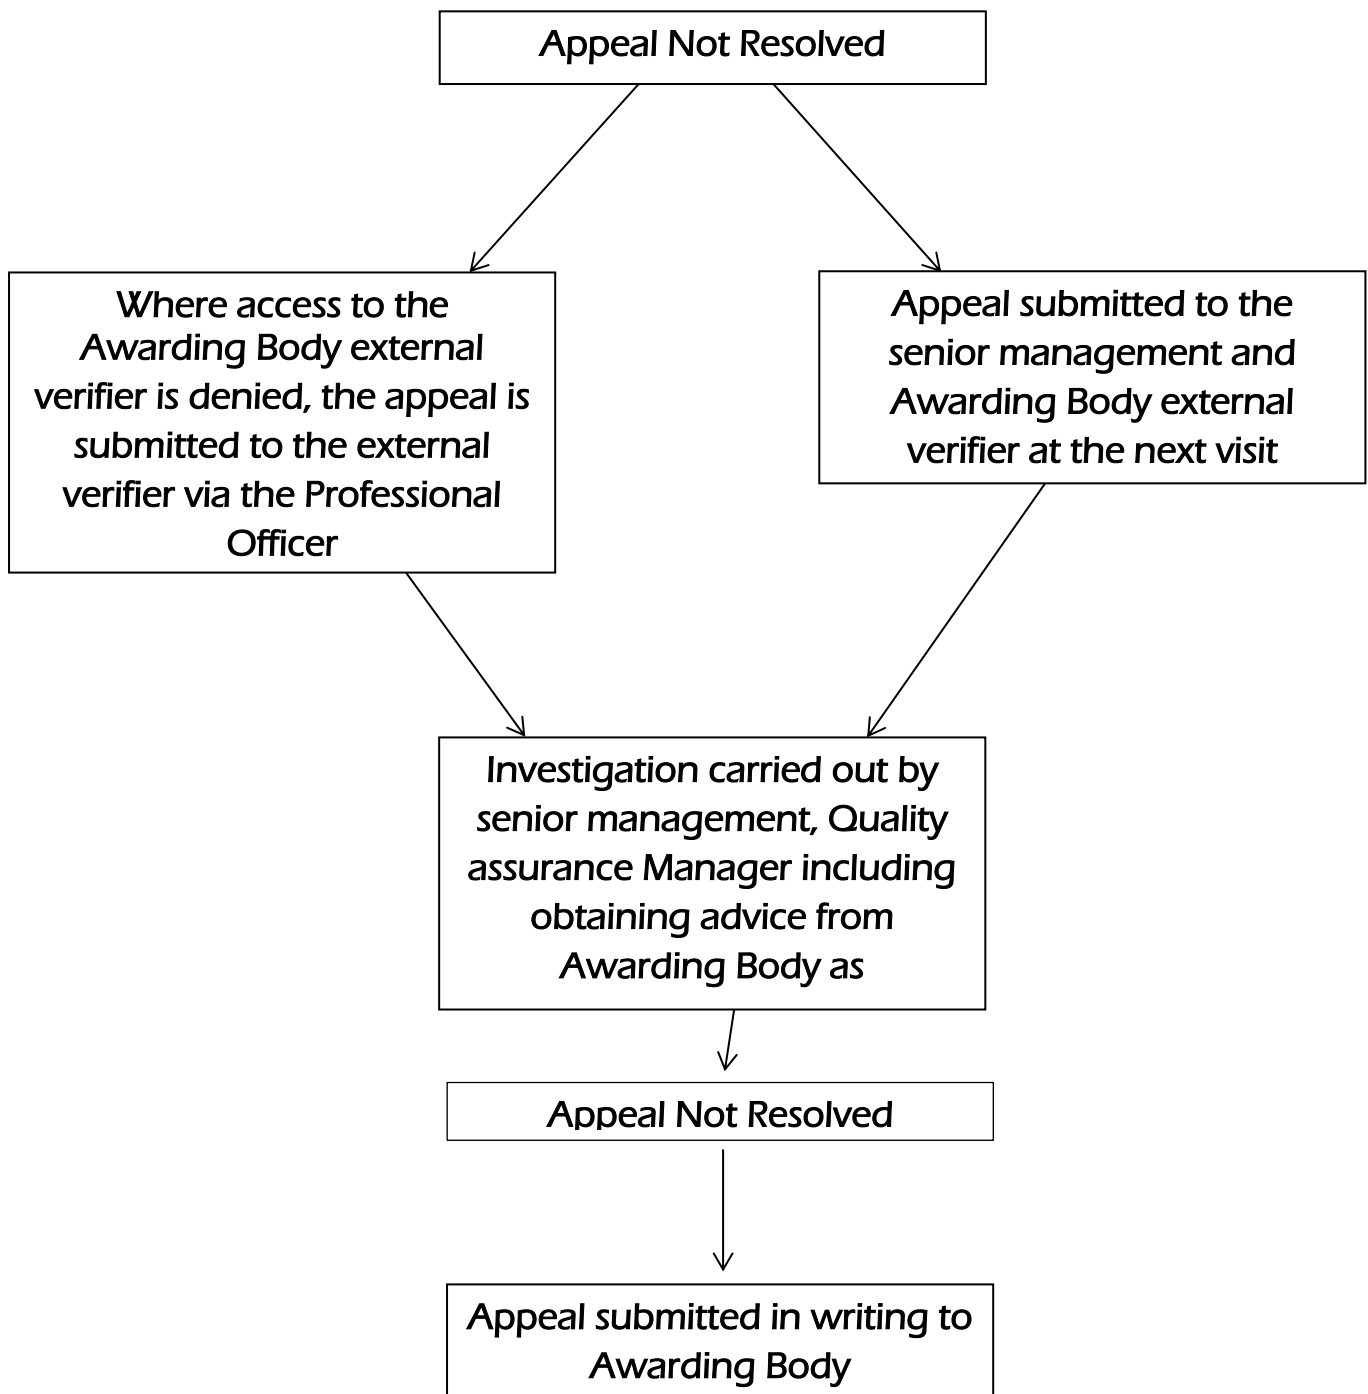 Appeal Not Resolved
Where access to the
Awarding Body external
verifier is denied, the appeal is
submitted to the external
verifier via the Professional
Officer
Appeal submitted to the
senior management and
Awarding Body external
verifier at the next visit
Investigation carried out by
senior management, Quality
assurance Manager including
obtaining advice from
Awarding Body as
Appeal Not Resolved
Appeal submitted in writing to
Awarding Body